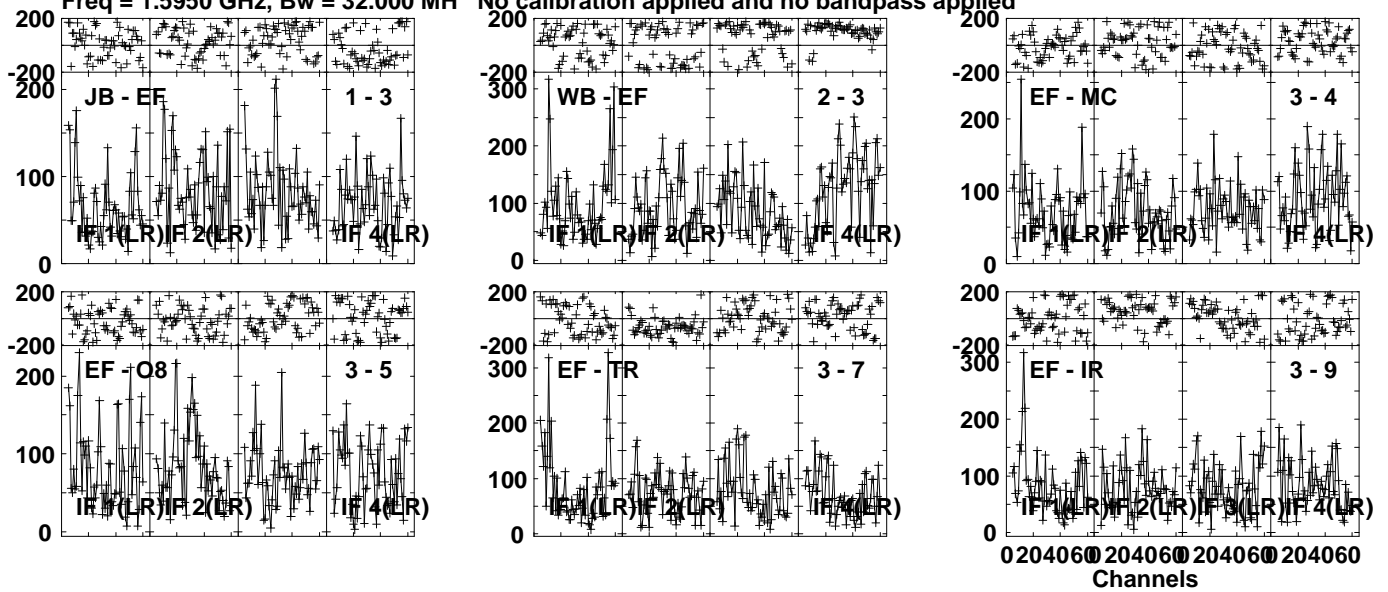 Freq = 1.5950 GHz, Bw = 32.000 MH No calibration applied and no bandpass applied
200
-200
200
100
0
JB - EF 1 - 3
IF 1(LR) IF 2(LR) IF 4(LR)
200
-200
300
200
100
0
WB - EF 2 - 3
IF 1(LR) IF 2(LR) IF 4(LR)
200
-200
200
100
0
EF - MC 3 - 4
IF 1(LR) IF 2(LR) IF 4(LR)
200
-200
200
100
0
EF - O8 3 - 5
IF 1(LR) IF 2(LR) IF 4(LR)
200
-200
300
200
100
0
EF - TR 3 - 7
IF 1(LR) IF 2(LR) IF 4(LR)
200
-200
300
200
100
0
EF - IR 3 - 9
IF 1(LR) IF 2(LR) IF 3(LR) IF 4(LR)
0 20 40 60 0 20 40 60 0 20 40 60 0 20 40 60
Channels